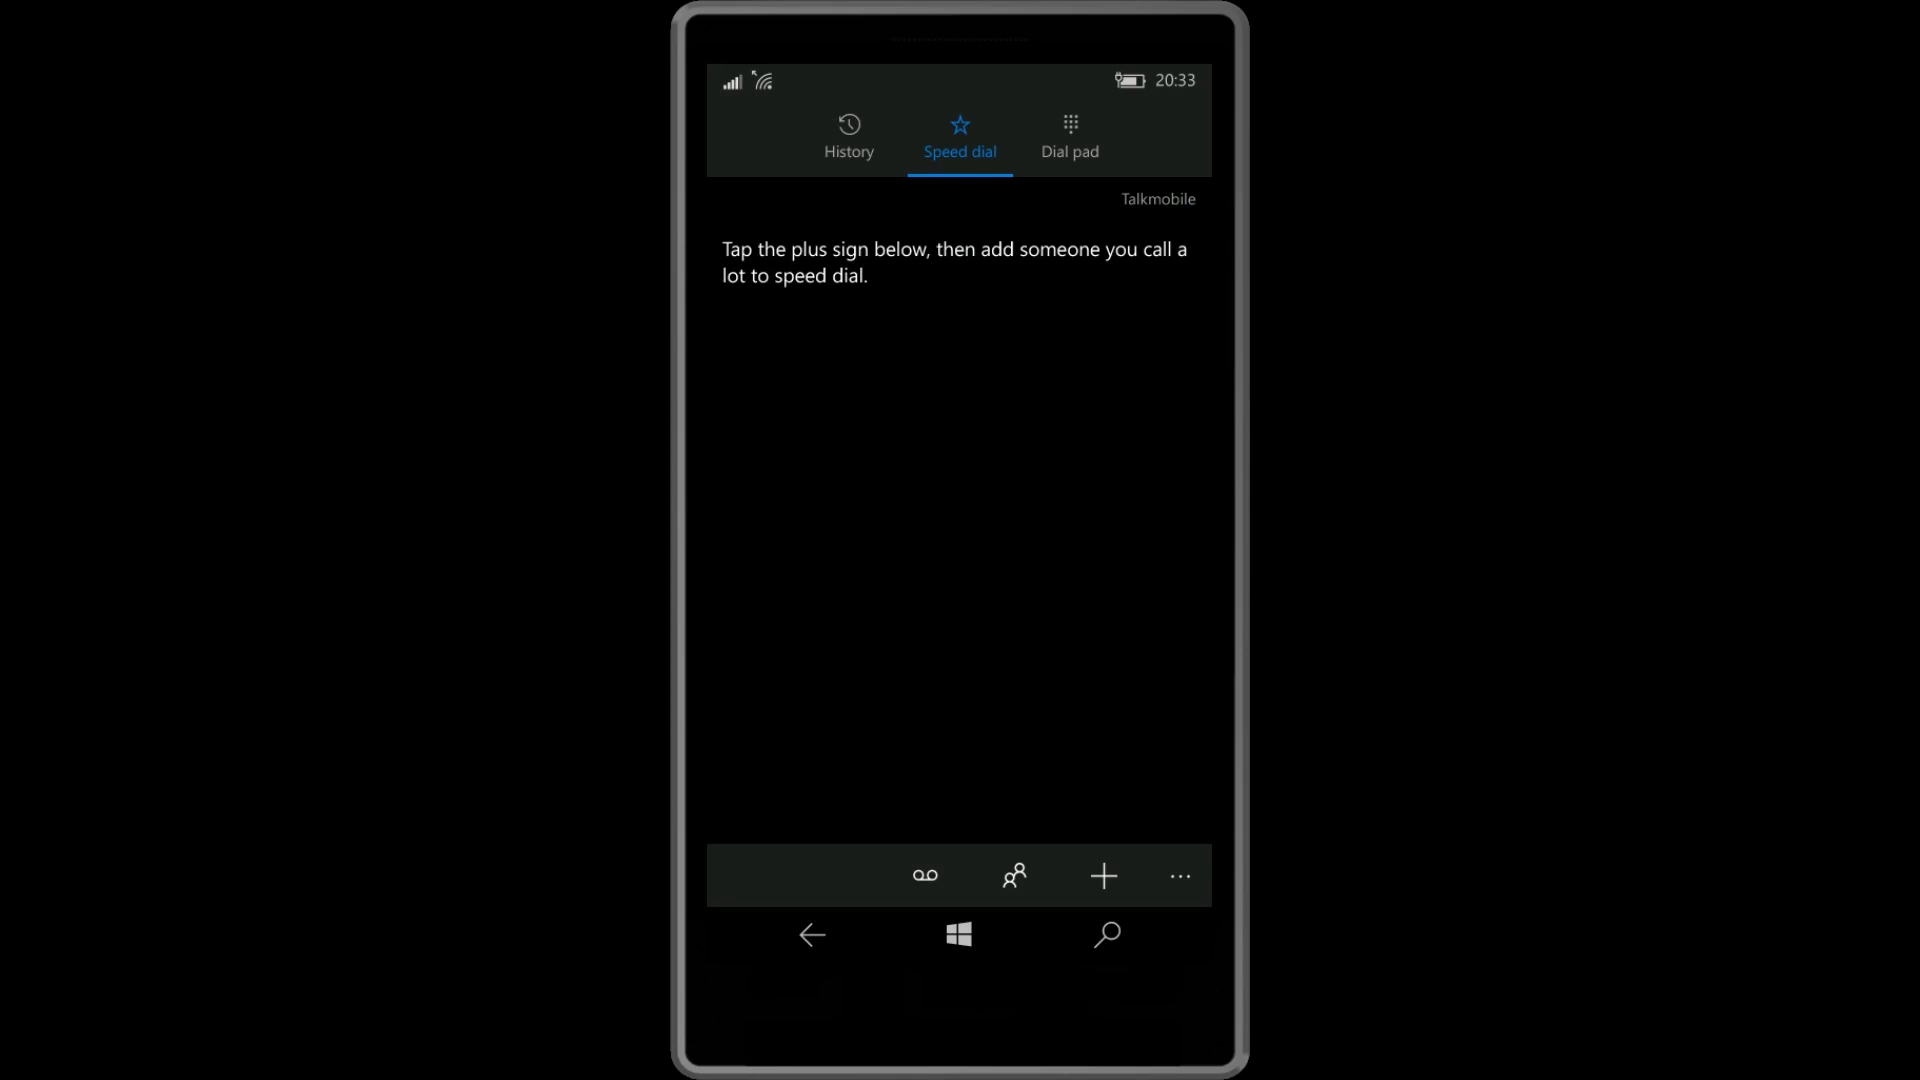 20:33
History
Speed dial
Dial pad
Talkmobile
Tap the plus sign below, then add someone you call a
lot to speed dial.